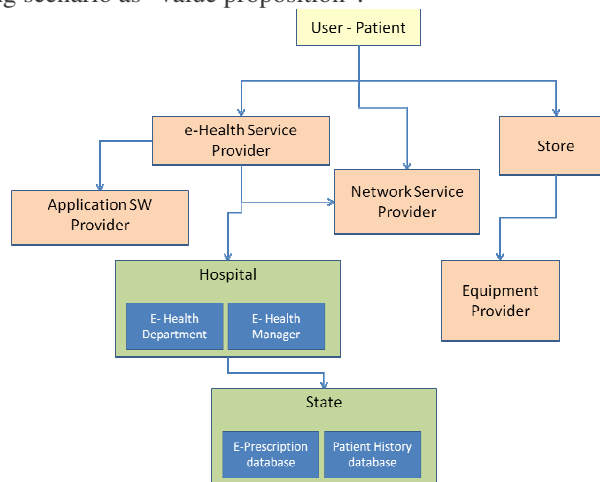 ng scenario as "value proposition".
User - Patient
e-Health Service
Provider
Store
Application SW
Provider
Network Service
Provider
Hospital
E- Health
Department
E- Health
Manager
Equipment
Provider
State
E-Prescription
database
Patient History
database